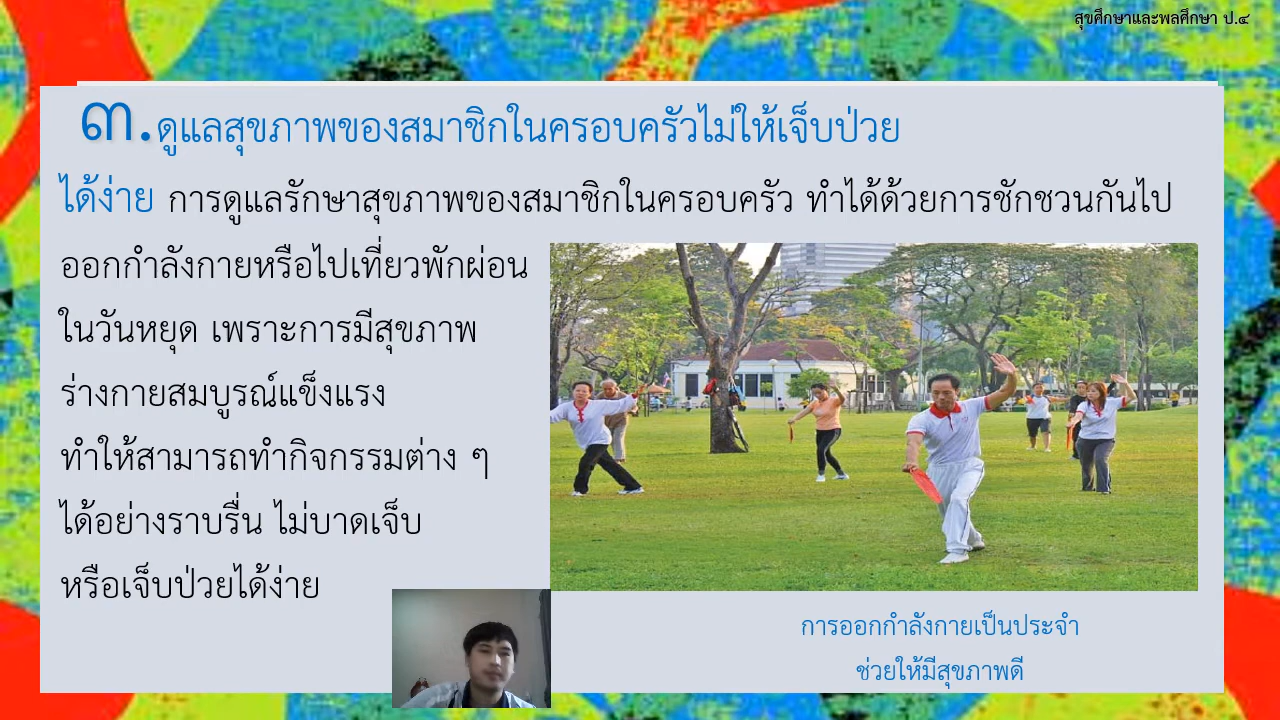 สุขศึกษาและพลศึกษา ป.๔
๓.ดูแลสุขภาพของสมาชิกในครอบครัวไม่ให้เจ็บป่วย
ได้ง่าย การดูแลรักษาสุขภาพของสมาชิกในครอบครัว ทำได้ด้วยการชักชวนกันไป
ออกกำลังกายหรือไปเที่ยวพักผ่อน
ในวันหยุด เพราะการมีสุขภาพ
ร่างกายสมบูรณ์แข็งแรง
ทำให้สามารถทำกิจกรรมต่าง ๆ
ได้อย่างราบรื่น ไม่บาดเจ็บ
หรือเจ็บป่วยได้ง่าย
การออกกำลังกายเป็นประจำ
ช่วยให้มีสุขภาพดี